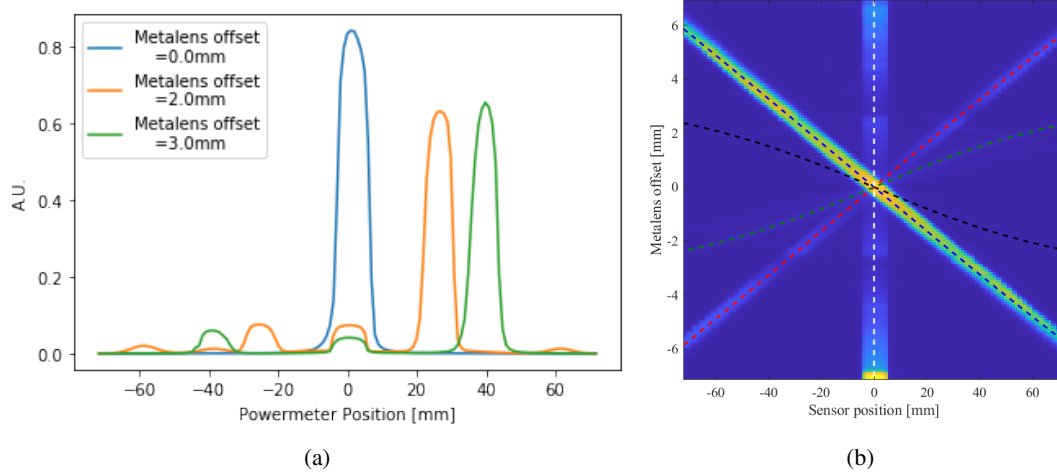 Metalens offset
=0.0mm
Metalens offset
=2.0mm
Metalens offset
=3.0mm
0.8
0.6
0.4
0.2
0.0
A.U.
−60 −40 −20 0 20 40 60
Powermeter Position [mm]
(a)
6
4
2
0
-2
-4
-6
Metalens offset [mm]
-60 -40 -20 0 20 40 60
Sensor position [mm]
(b)